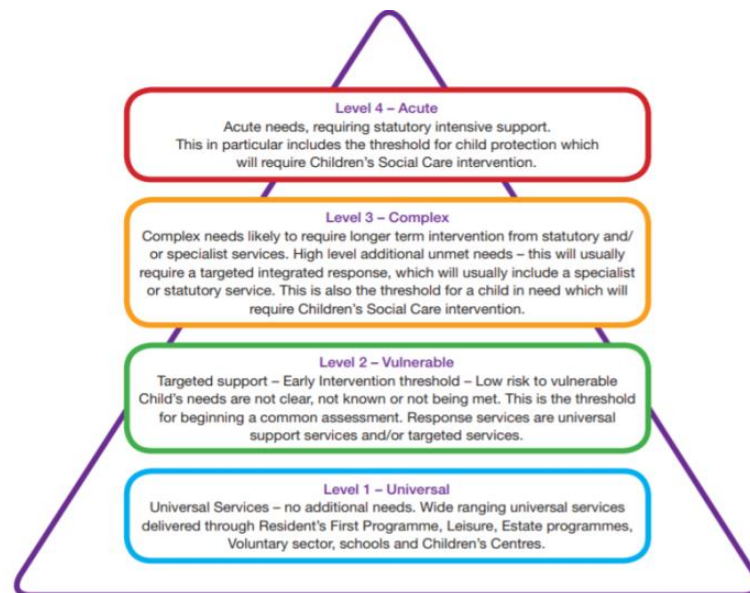 Level 4 – Acute
Acute needs, requiring statutory intensive support.
This in particular includes the threshold for child protection which
will require Children's Social Care intervention.
Level 3 – Complex
Complex needs likely to require longer term intervention from statutory and/
or specialist services. High level additional unmet needs – this will usually
require a targeted integrated response, which will usually include a specialist
or statutory service. This is also the threshold for a child in need which will
require Children's Social Care intervention.
Level 2 – Vulnerable
Targeted support – Early Intervention threshold – Low risk to vulnerable
Child's needs are not clear, not known or not being met. This is the threshold
for beginning a common assessment. Response services are universal
support services and/or targeted services.
Level 1 – Universal
Universal Services – no additional needs. Wide ranging universal services
delivered through Resident's First Programme, Leisure, Estate programmes,
Voluntary sector, schools and Children's Centres.